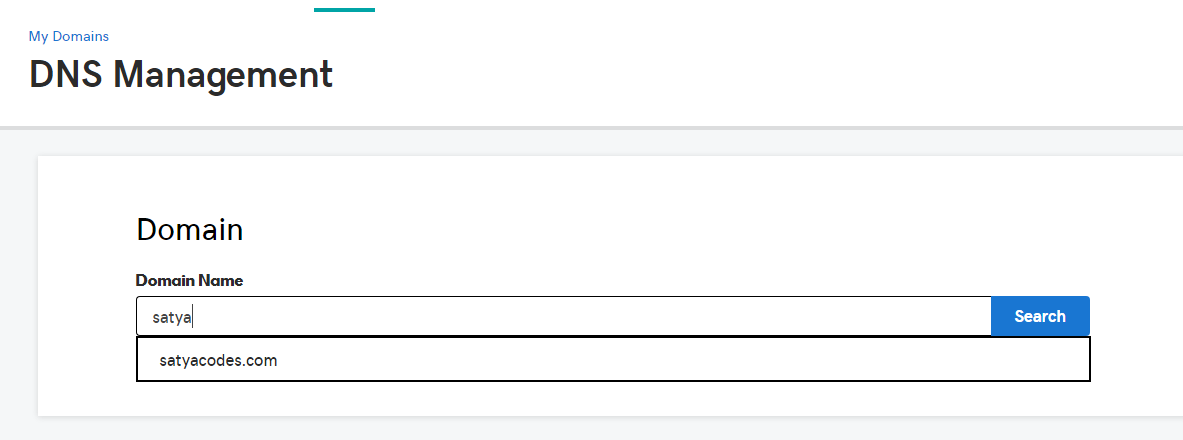 My Domains
DNS Management
Domain
Domain Name
satya
Search
satyacodes.com